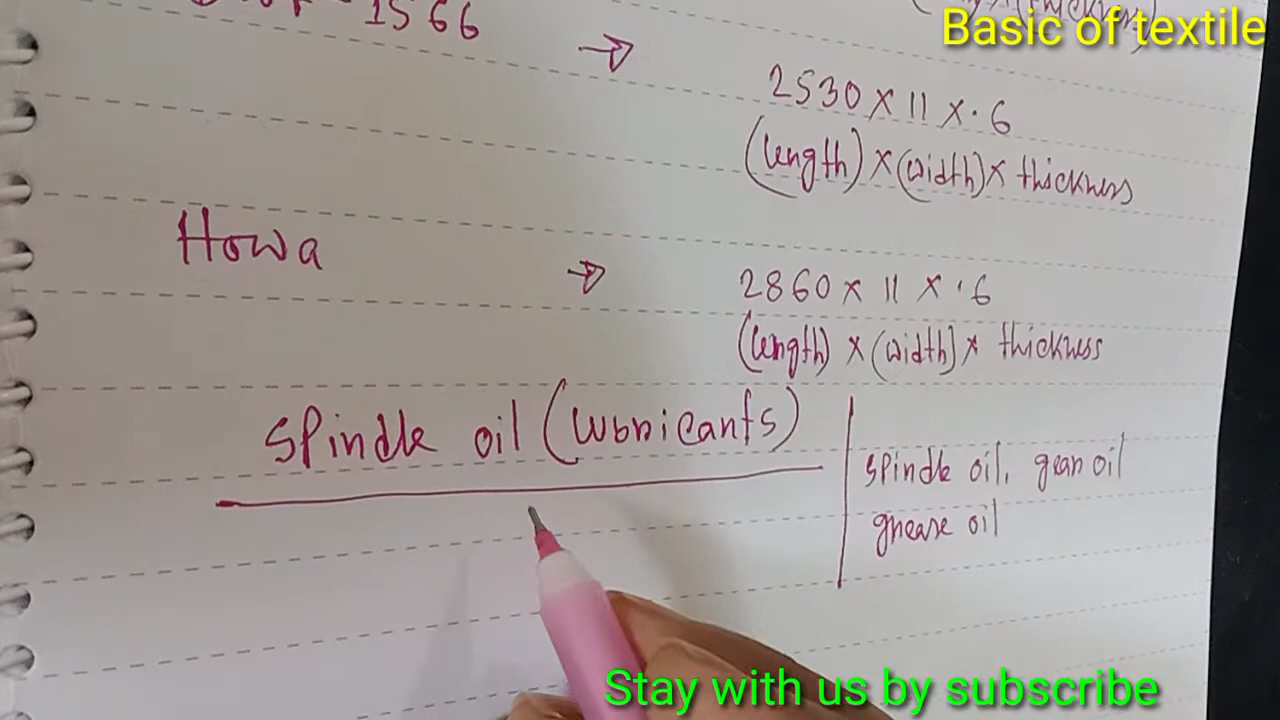 (thickness)
Basic of textile
1566 →
2530 × 11 × .6
(length) × (width) × thickness
Howa → 2860 × 11 × .6
(length) × (width) × thickness
Spindle oil (lubricants)
spindle oil, gear oil
grease oil
Stay with us by subscribe